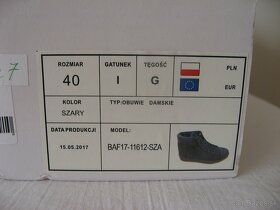 7
ROZMIAR
GATUNEK
TĘGOŚĆ
PLN
40
I
G
EUR
KOLOR
TYP/OBUWIE DAMSKIE
SZARY
DATA PRODUKCJI
MODEL:
15.05.2017
BAF17-11612-SZA